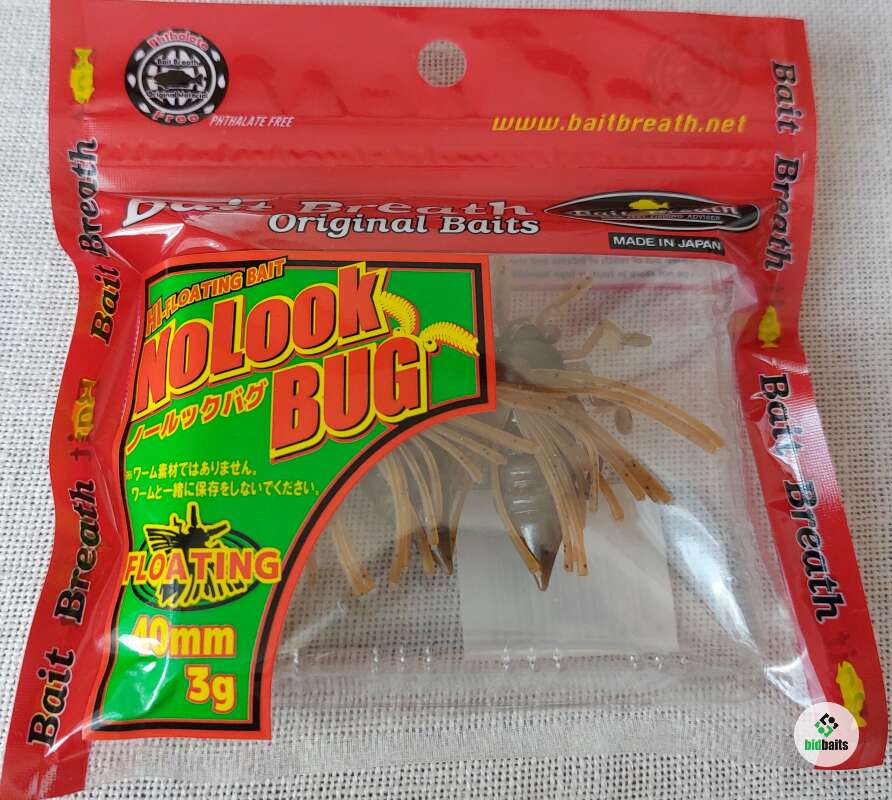 Phthalate
Bait Breath
Original Material
Free
PHTHALATE FREE
www.baitbreath.net
Bait Breath
Original Baits
MADE IN JAPAN
HI-FLOATING BAIT
NOLOOK
BUG
ノールックバグ
※ワーム素材ではありません。
ワームと一緒に保存をしないでください。
FLOATING
40mm
3g
Bait Breath
Bait Breath
Bait Breath
Bait Breath
bidbaits